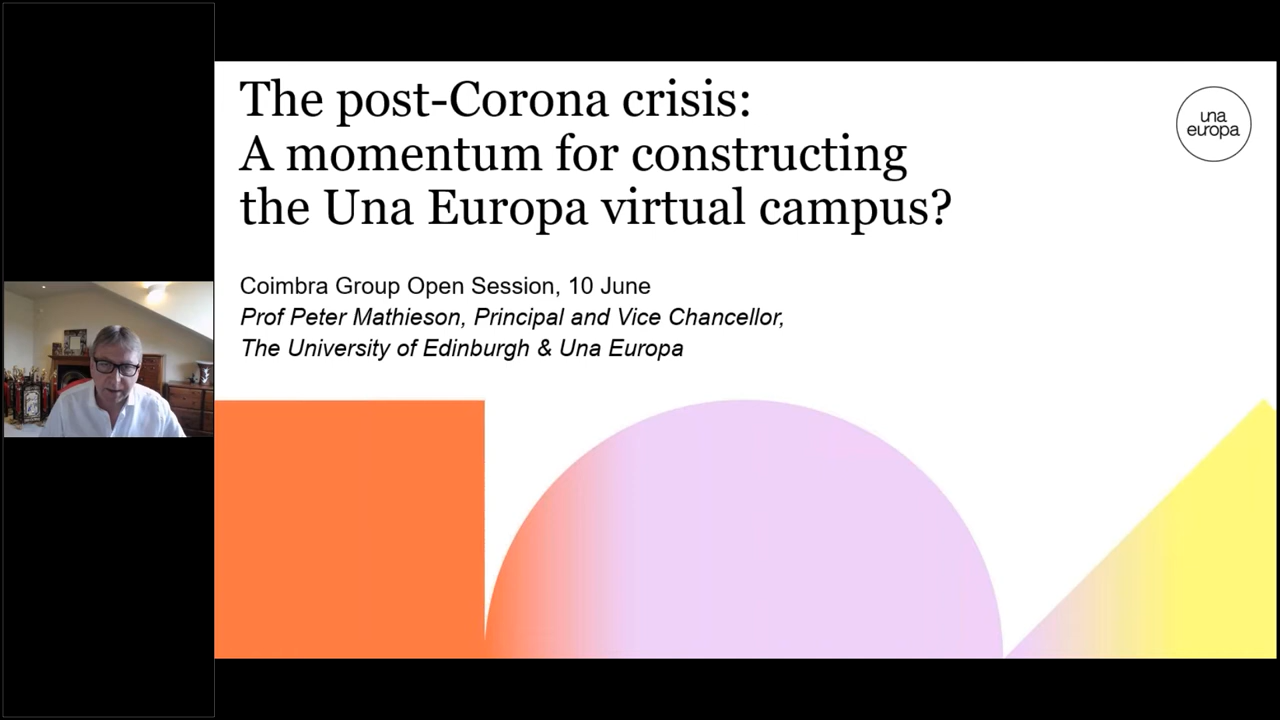 The post-Corona crisis:
A momentum for constructing
the Una Europa virtual campus?
una
europa
Coimbra Group Open Session, 10 June
Prof Peter Mathieson, Principal and Vice Chancellor,
The University of Edinburgh & Una Europa